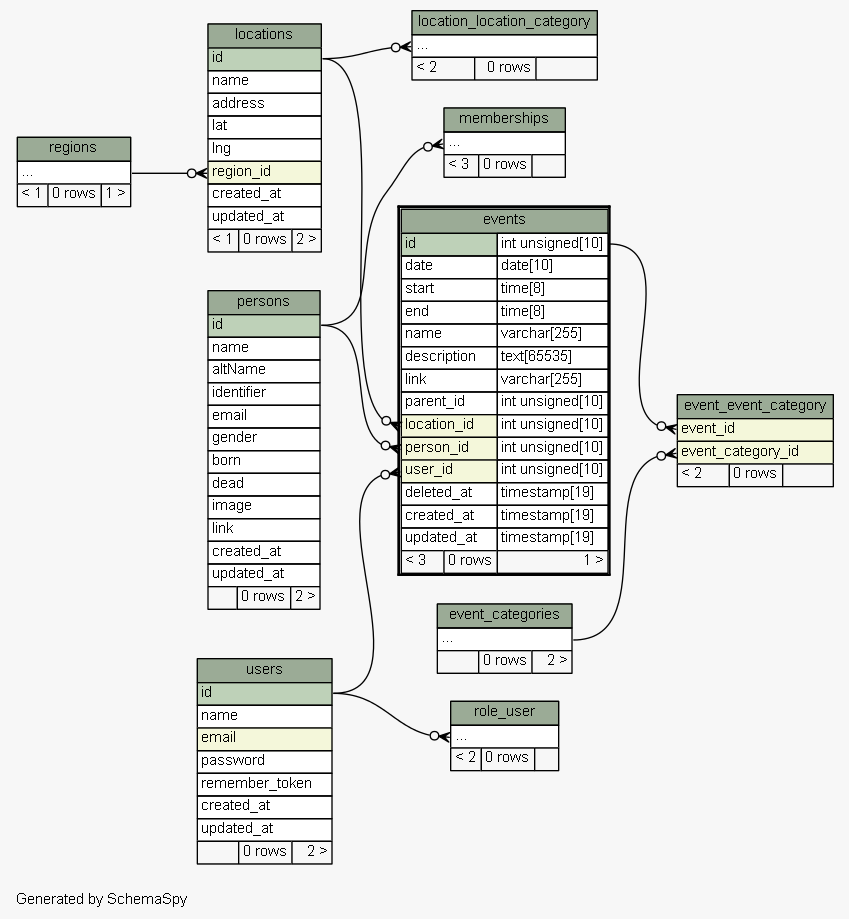 location_location_category
...
< 2 0 rows
locations
id
name
address
lat
lng
region_id
created_at
updated_at
< 1 0 rows 2 >
memberships
...
< 3 0 rows
regions
...
< 1 0 rows 1 >
events
id int unsigned[10]
date date[10]
start time[8]
end time[8]
name varchar[255]
description text[65535]
link varchar[255]
parent_id int unsigned[10]
location_id int unsigned[10]
person_id int unsigned[10]
user_id int unsigned[10]
deleted_at timestamp[19]
created_at timestamp[19]
updated_at timestamp[19]
< 3 0 rows 1 >
persons
id
name
altName
identifier
email
gender
born
dead
image
link
created_at
updated_at
0 rows 2 >
event_event_category
event_id
event_category_id
< 2 0 rows
event_categories
...
0 rows 2 >
users
id
name
email
password
remember_token
created_at
updated_at
0 rows 2 >
role_user
...
< 2 0 rows
Generated by SchemaSpy